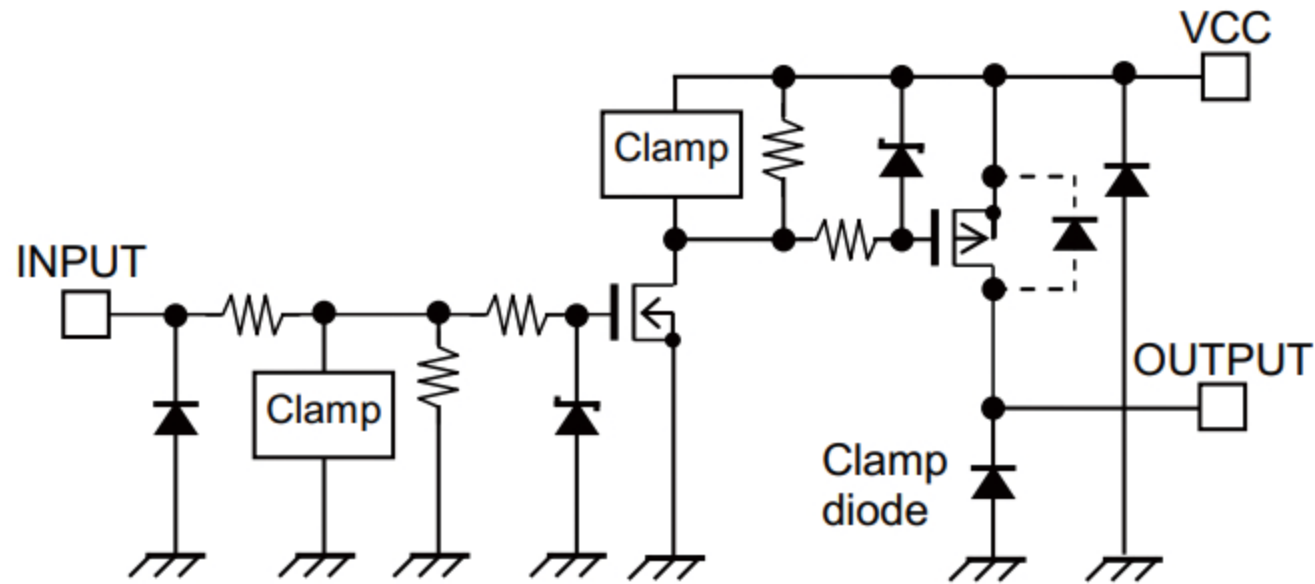 VCC
Clamp
INPUT
OUTPUT
Clamp
Clamp
diode